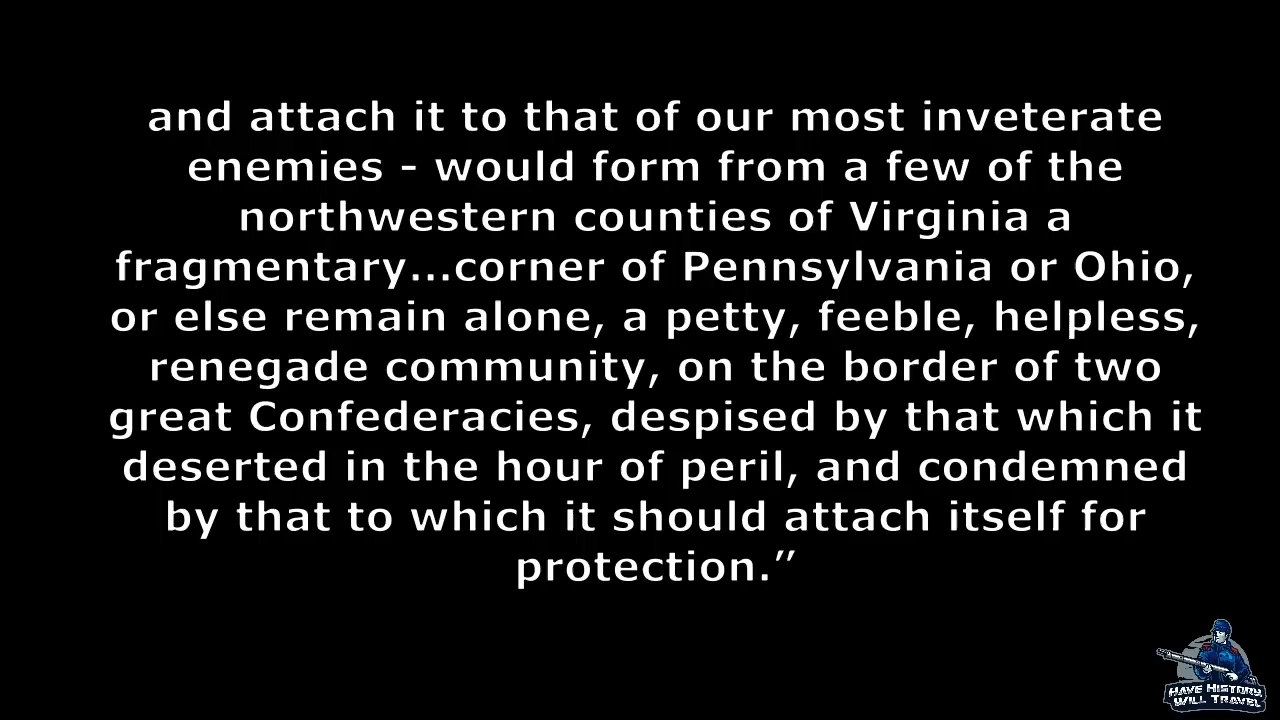 and attach it to that of our most inveterate
enemies - would form from a few of the
northwestern counties of Virginia a
fragmentary...corner of Pennsylvania or Ohio,
or else remain alone, a petty, feeble, helpless,
renegade community, on the border of two
great Confederacies, despised by that which it
deserted in the hour of peril, and condemned
by that to which it should attach itself for
protection.”
HAVE HISTORY
WILL TRAVEL